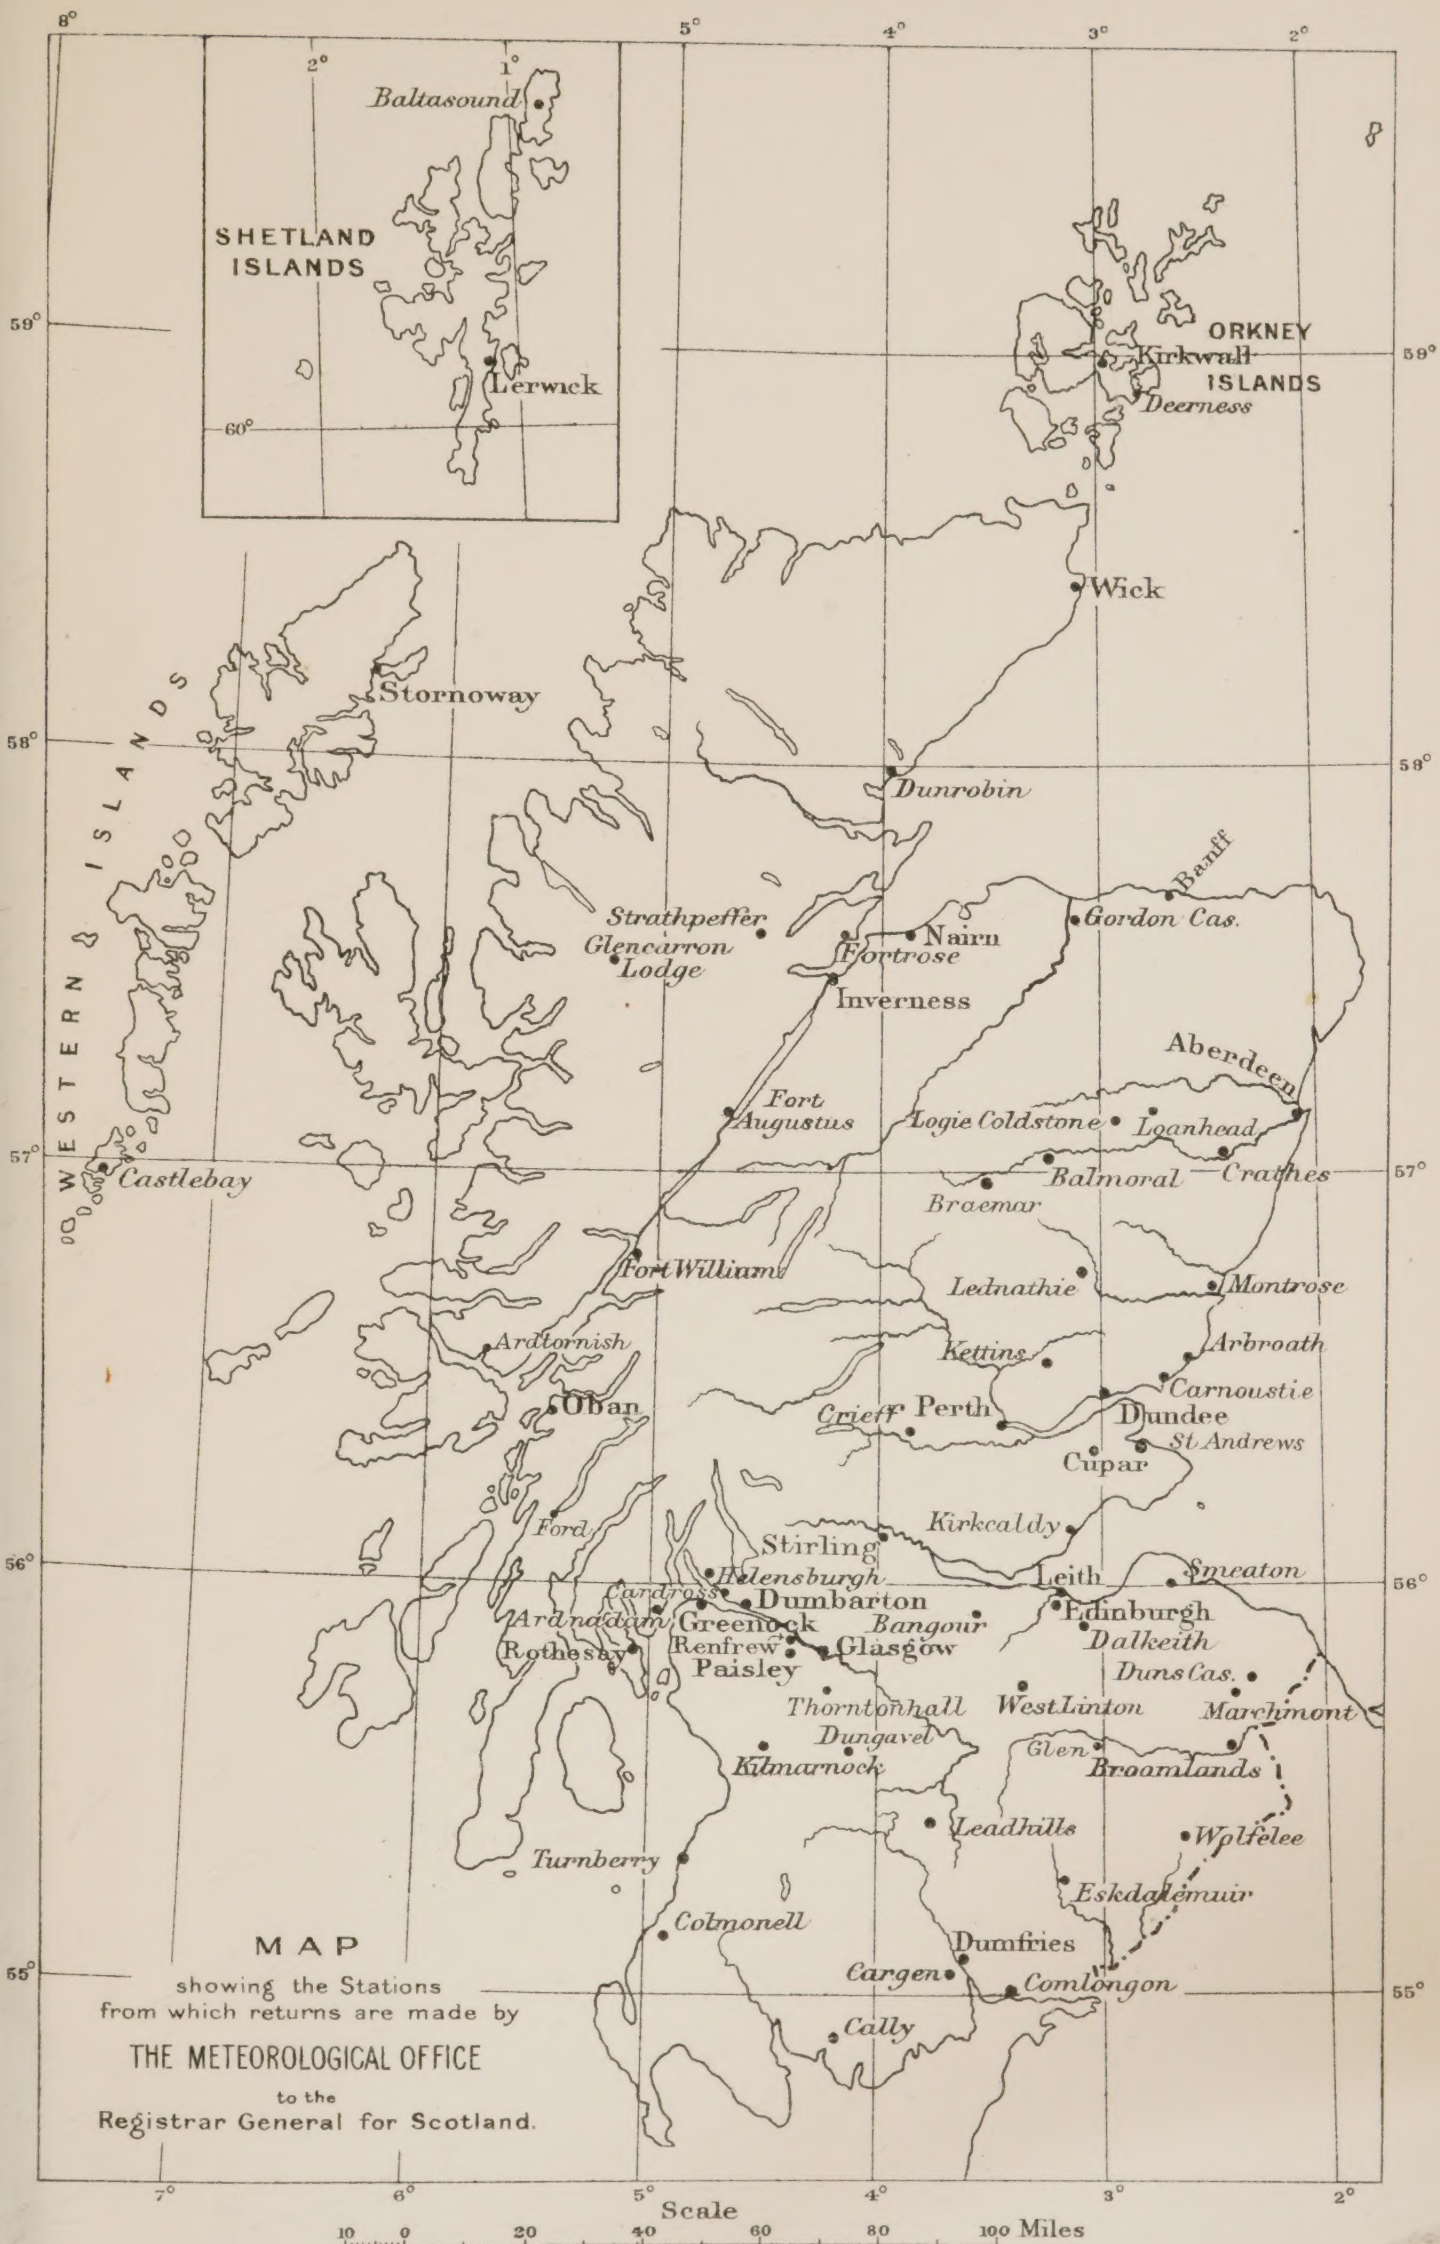 8°
5°
4°
3°
2°
2°
1°
Baltasound
SHETLAND
ISLANDS
59°
ORKNEY
Kirkwall
59°
ISLANDS
Lerwick
Deerness
60°
Wick
WESTERN ISLANDS
Stornoway
58°
58°
Dunrobin
Banff
Strathpeffer
Gordon Cas.
Nairn
Glencarron
Lodge
Fortrose
Inverness
Aberdeen
Fort
Augustus
Logie Coldstone
Loanhead
57°
57°
Castlebay
Balmoral
Crathes
Braemar
Fort William
Lednathie
Montrose
Ardtornish
Kettins
Arbroath
Carnoustie
Oban
Crieff
Perth
Dundee
St Andrews
Cupar
Ford
Kirkcaldy
Stirling
56°
Helensburgh
Leith
Smeaton
56°
Cardross
Dumbarton
Ardnadam
Greenock
Bangour
Edinburgh
Rothesay
Renfrew
Glasgow
Dalkeith
Paisley
Duns Cas.
Thorntonhall
West Linton
Marchmont
Dungavel
Glen
Kilmarnock
Broomlands
Leadhills
Wolfelee
Turnberry
Eskdalemuir
Colmonell
Dumfries
Cargen
Comlongon
55°
55°
Cally
MAP
showing the Stations
from which returns are made by
THE METEOROLOGICAL OFFICE
to the
Registrar General for Scotland.
7°
6°
5°
4°
3°
2°
Scale
10 0 20 40 60 80 100 Miles